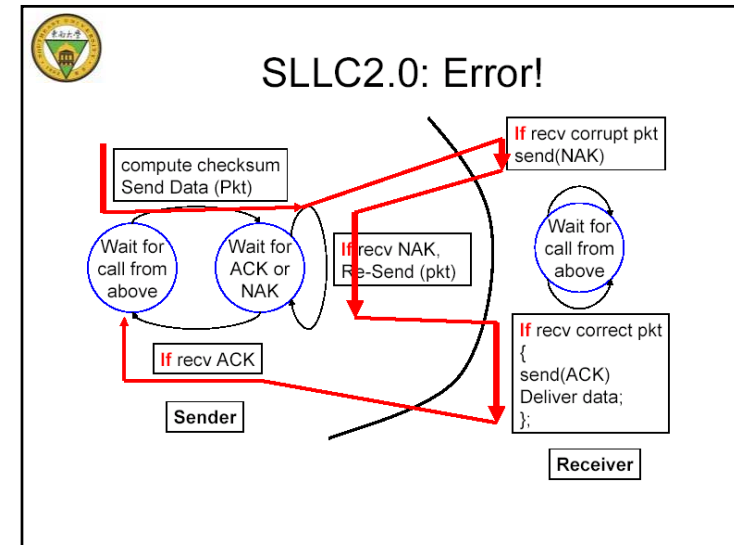 SLLC2.0: Error!
compute checksum
Send Data (Pkt)
If recv corrupt pkt
send(NAK)
Wait for
call from
above
Wait for
ACK or
NAK
If recv NAK,
Re-Send (pkt)
Wait for
call from
above
If recv ACK
If recv correct pkt
{
send(ACK)
Deliver data;
};
Sender
Receiver